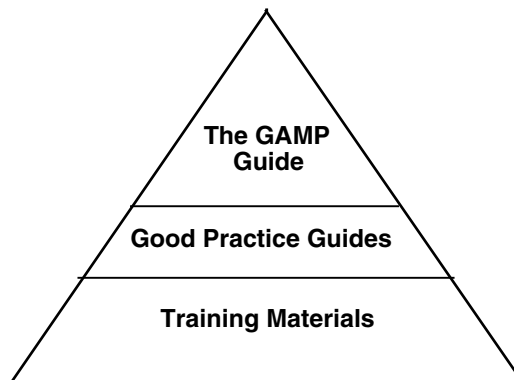 The GAMP
Guide
Good Practice Guides
Training Materials